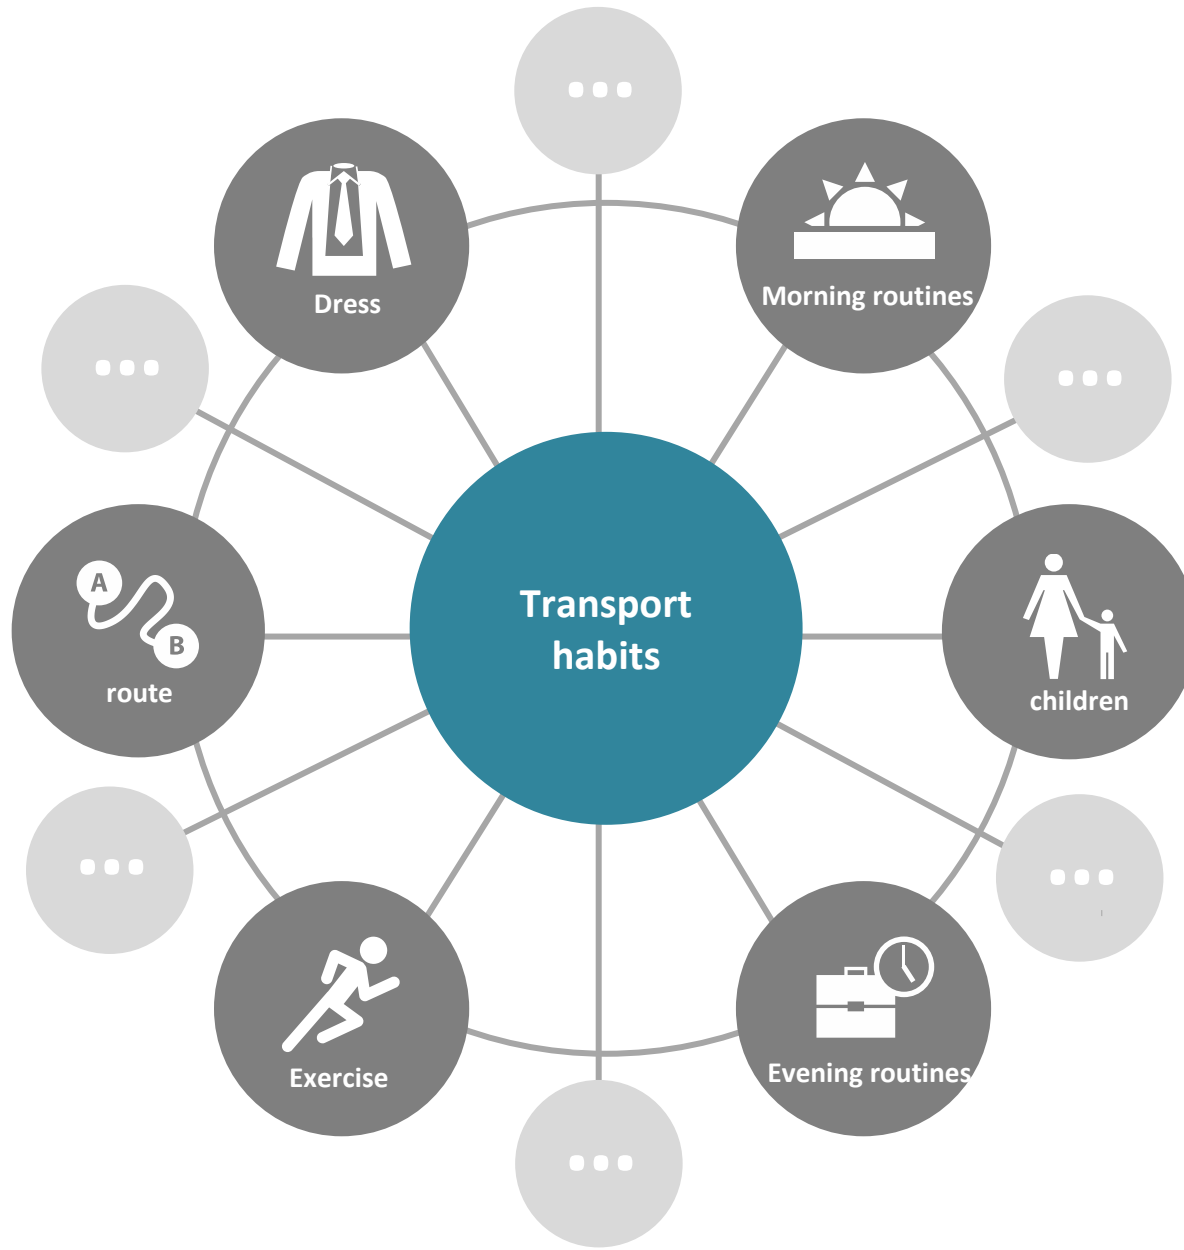 Dress
Morning routines
Transport
habits
A
B
route
children
Exercise
Evening routines